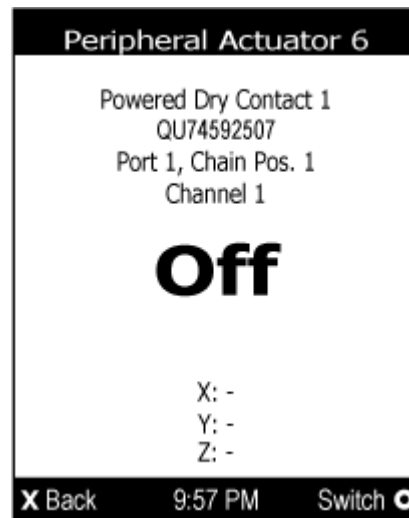 Peripheral Actuator 6
Powered Dry Contact 1
QU74592507
Port 1, Chain Pos. 1
Channel 1
Off
X: -
Y: -
Z: -
X Back 9:57 PM Switch O